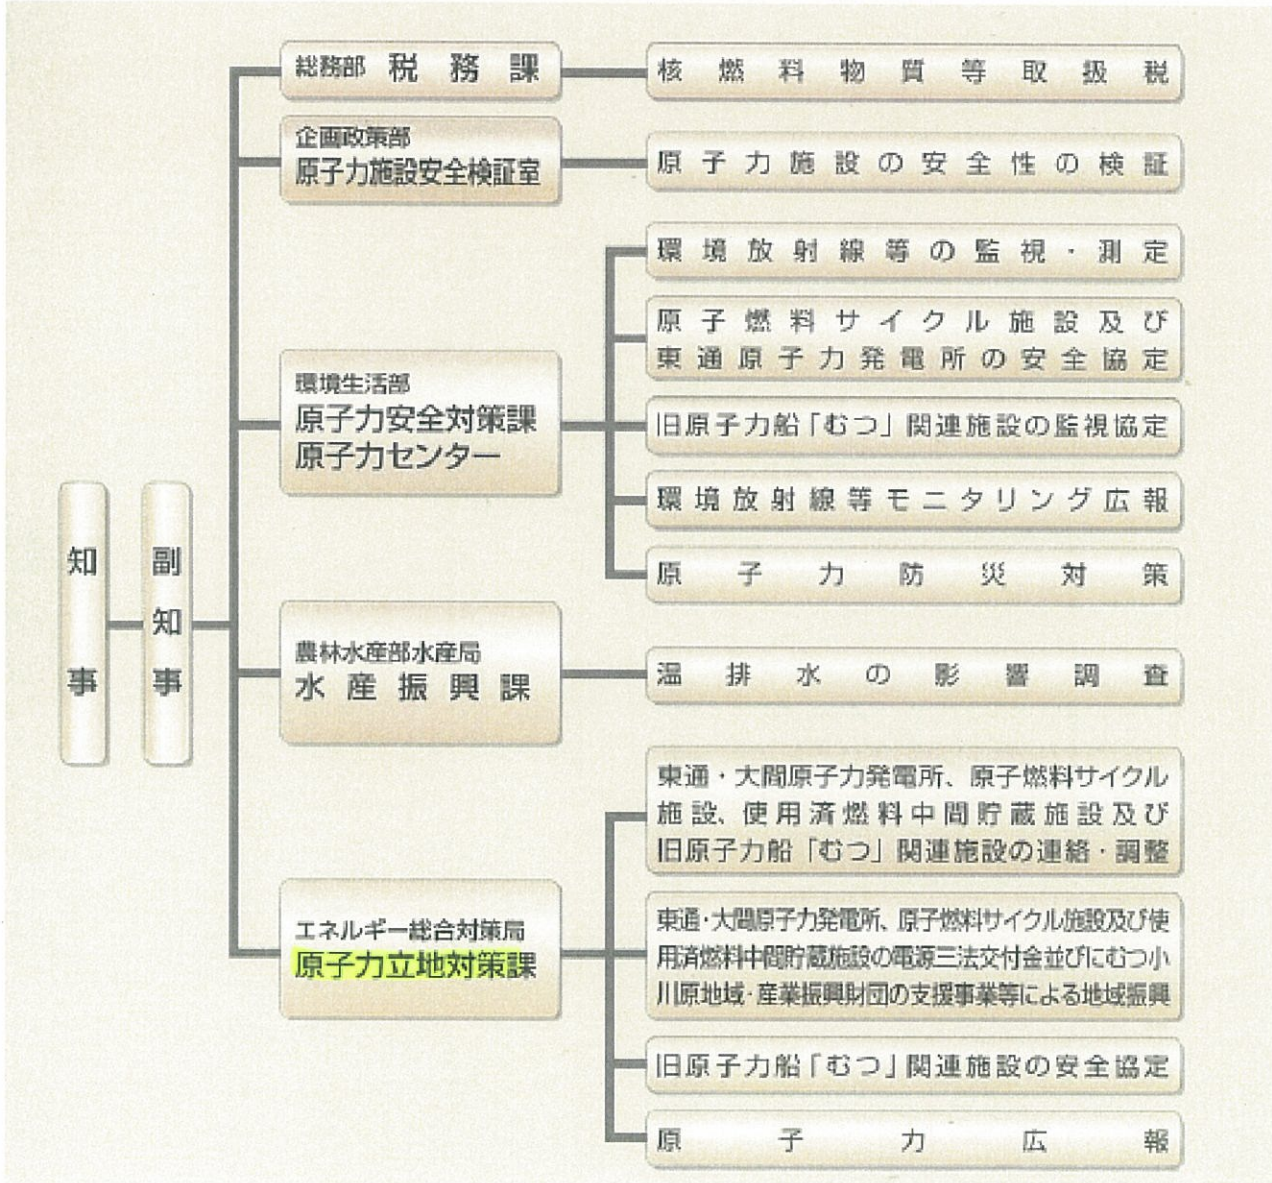 知事
副知事
総務部 税務課
核燃料物質等取扱税
企画政策部
原子力施設安全検証室
原子力施設の安全性の検証
環境生活部
原子力安全対策課
原子力センター
環境放射線等の監視・測定
原子燃料サイクル施設及び
東通原子力発電所の安全協定
旧原子力船「むつ」関連施設の監視協定
環境放射線等モニタリング広報
原子力防災対策
農林水産部水産局
水産振興課
温排水の影響調査
エネルギー総合対策局
原子力立地対策課
東通・大間原子力発電所、原子燃料サイクル
施設、使用済燃料中間貯蔵施設及び
旧原子力船「むつ」関連施設の連絡・調整
東通・大間原子力発電所、原子燃料サイクル施設及び使
用済燃料中間貯蔵施設の電源三法交付金並びにむつ小
川原地域・産業振興財団の支援事業等による地域振興
旧原子力船「むつ」関連施設の安全協定
原子力広報